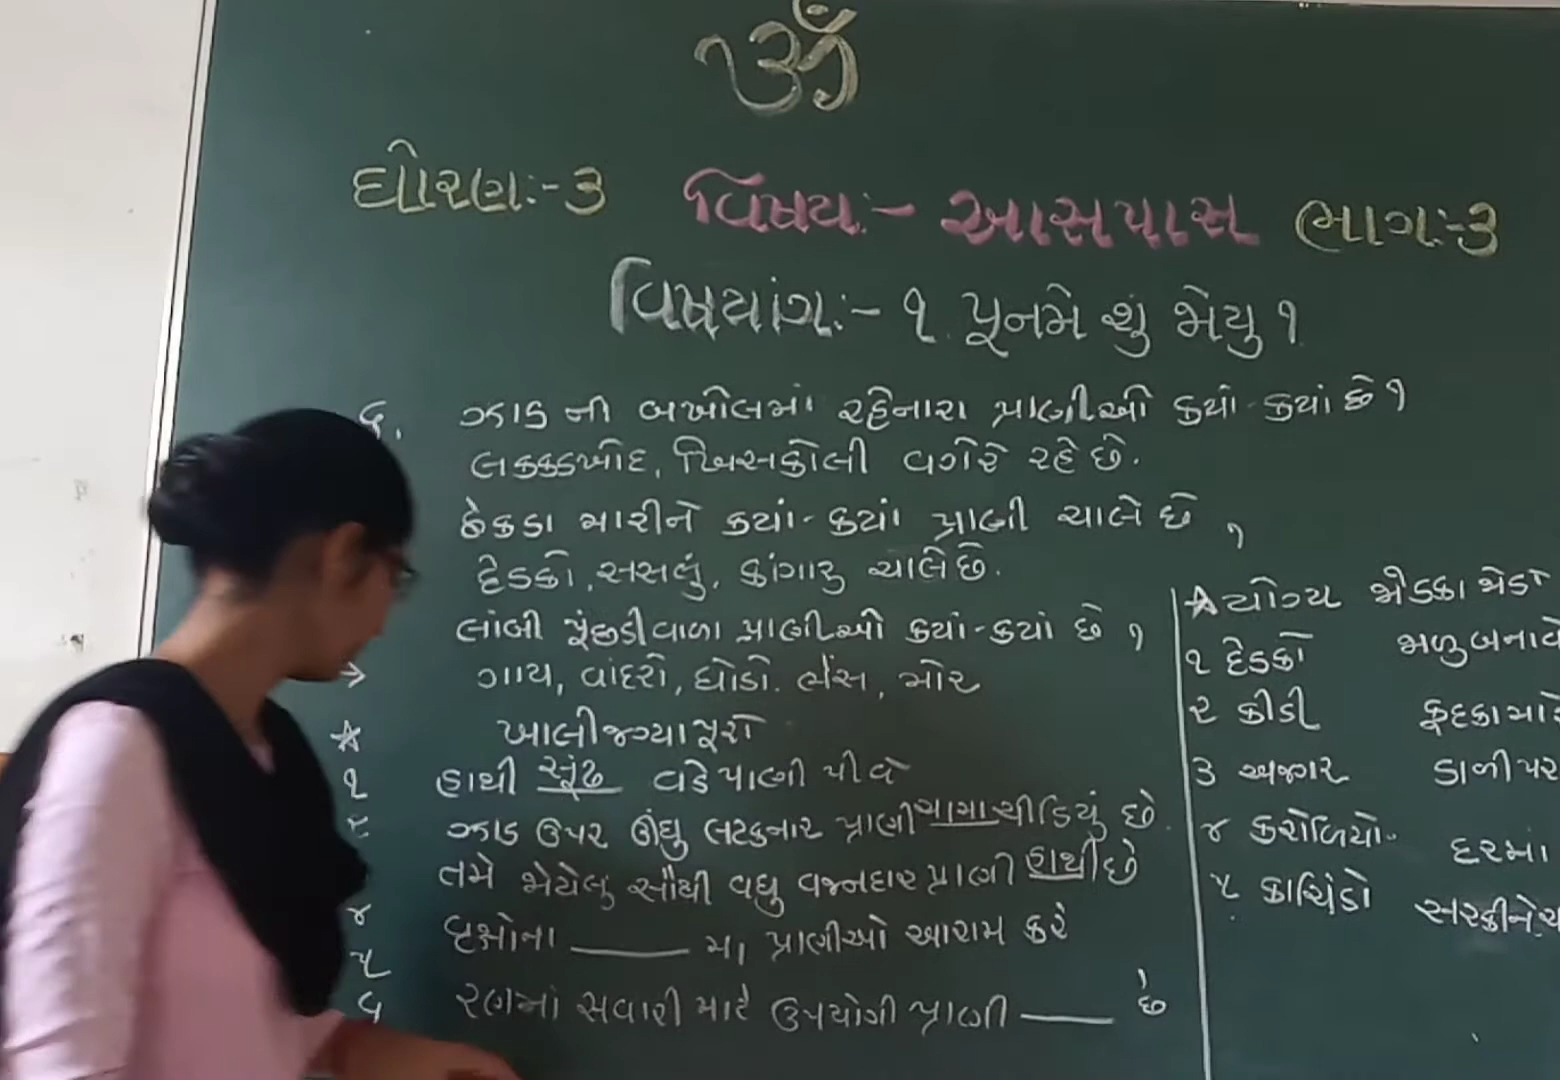 ૐ
ધોરણ:-૩ વિષય:- આસપાસ ભાગ:-૩
વિષયાંગ:- ૧. પૂનમે શું જોયુ ?
૬. ઝાડ ની બખોલમાં રહેનારા પ્રાણીઓ કયાં-કયાં છે ?
લક્કડખોદ, ખિસકોલી વગેરે રહે છે.
ઠેકડા મારીને કયાં-કયાં પ્રાણી ચાલે છે ?
દેડકો, સસલું, કાંગારુ ચાલે છે.
લાંબી પૂંછડીવાળા પ્રાણીઓ કયાં-કયાં છે ?
→ ગાય, વાંદરો, ઘોડો. ભેંસ, મોર
★ ખાલી જગ્યા પૂરો
૧ હાથી સૂંઢ વડે પાણી પીવે
૨ ઝાડ ઉપર ઊંધુ લટકનાર પ્રાણી ચામાચીડિયું છે.
તમે જોયેલુ સૌથી વધુ વજનદાર પ્રાણી હાથી છે
૪ વૃક્ષોના ____ મા પ્રાણીઓ આરામ કરે
૫
૬ રણમાં સવારી માટે ઉપયોગી પ્રાણી ____ છે
★ યોગ્ય જોડકા જોડો
૧ દેડકો જાળુ બનાવે
૨ કીડી કૂદકા મારે
૩ અજગર ડાળી પર
૪ કરોળિયો. દરમાં
૫ કાચિંડો સરકીને ચ